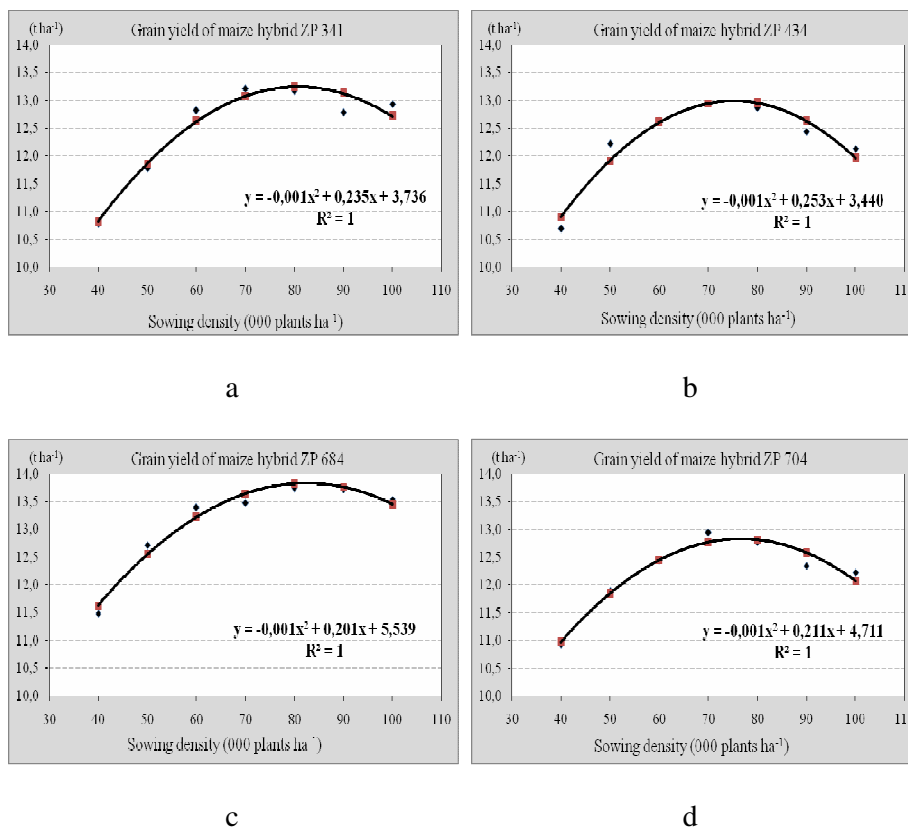 (t ha-1) Grain yield of maize hybrid ZP 341
14,0
13,5
13,0
12,5
12,0
11,5
11,0
10,5
10,0
y = -0,001x² + 0,235x + 3,736
R² = 1
30 40 50 60 70 80 90 100 110
Sowing density (000 plants ha-1)
a
(t ha-1) Grain yield of maize hybrid ZP 434
14,0
13,5
13,0
12,5
12,0
11,5
11,0
10,5
10,0
y = -0,001x² + 0,253x + 3,440
R² = 1
30 40 50 60 70 80 90 100 110
Sowing density (000 plants ha-1)
b
(t ha-1) Grain yield of maize hybrid ZP 684
14,0
13,5
13,0
12,5
12,0
11,5
11,0
10,5
10,0
y = -0,001x² + 0,201x + 5,539
R² = 1
30 40 50 60 70 80 90 100 110
Sowing density (000 plants ha-1)
c
(t ha-1) Grain yield of maize hybrid ZP 704
14,0
13,5
13,0
12,5
12,0
11,5
11,0
10,5
10,0
y = -0,001x² + 0,211x + 4,711
R² = 1
30 40 50 60 70 80 90 100 110
Sowing density (000 plants ha-1)
d